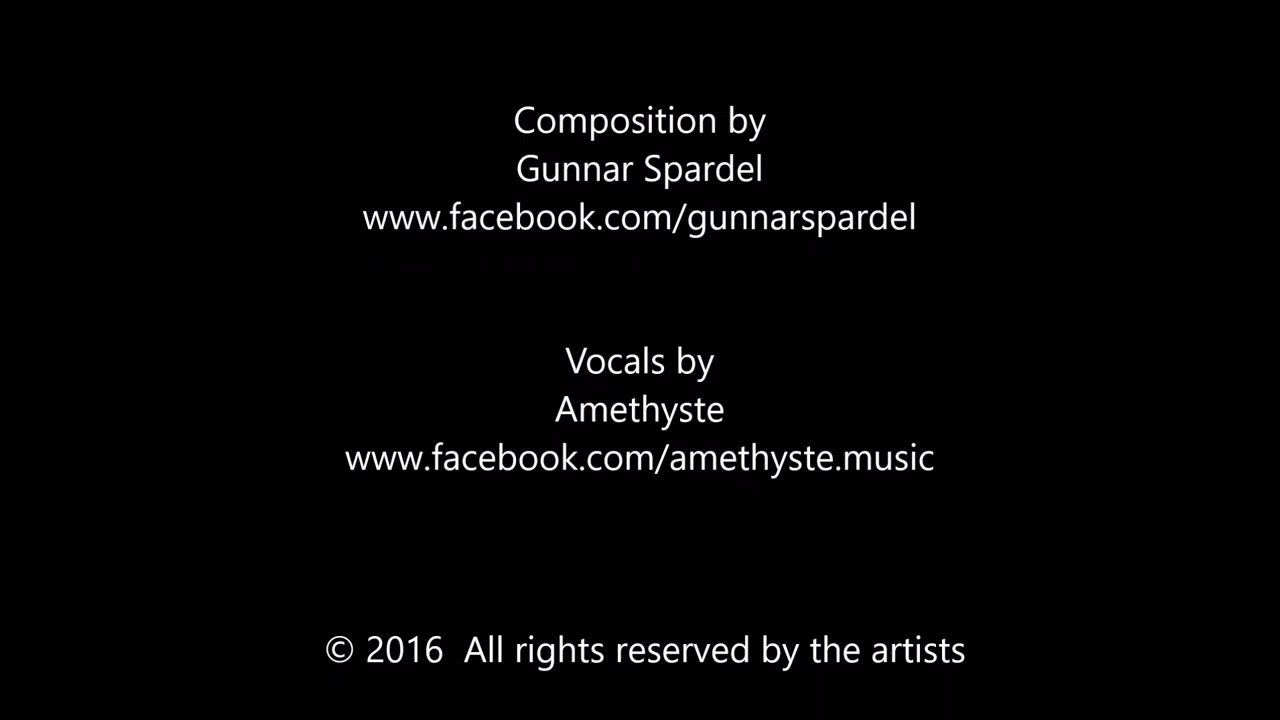 Composition by
Gunnar Spardel
www.facebook.com/gunnarspardel
Vocals by
Amethyste
www.facebook.com/amethyste.music
© 2016  All rights reserved by the artists